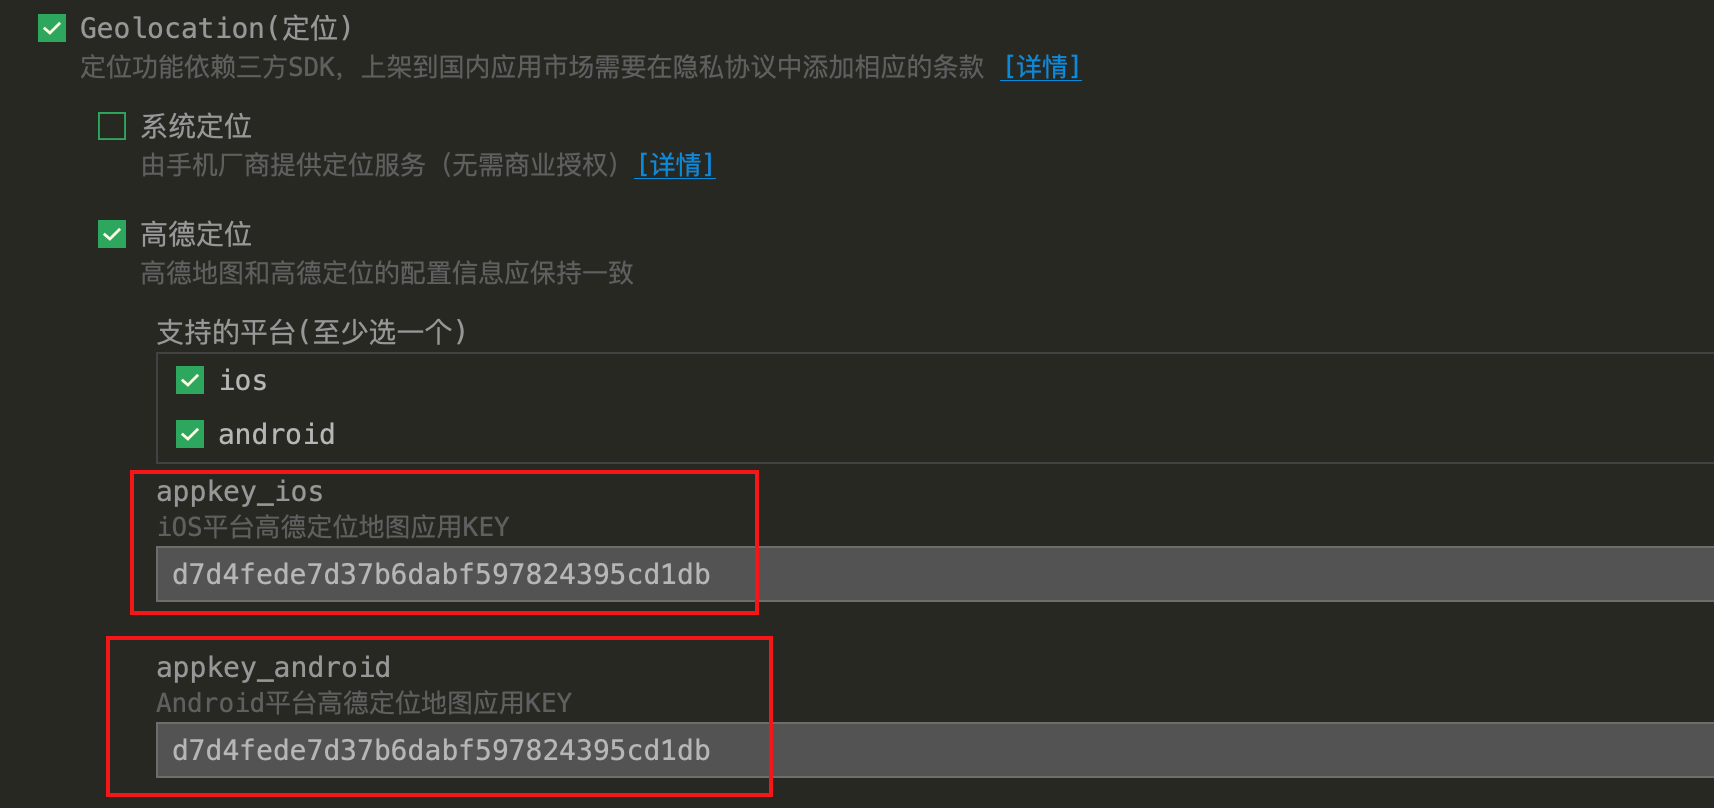 Geolocation(定位)
定位功能依赖三方SDK，上架到国内应用市场需要在隐私协议中添加相应的条款 [详情]
系统定位
由手机厂商提供定位服务（无需商业授权）[详情]
高德定位
高德地图和高德定位的配置信息应保持一致
支持的平台(至少选一个)
ios
android
appkey_ios
iOS平台高德定位地图应用KEY
d7d4fede7d37b6dabf597824395cd1db
appkey_android
Android平台高德定位地图应用KEY
d7d4fede7d37b6dabf597824395cd1db